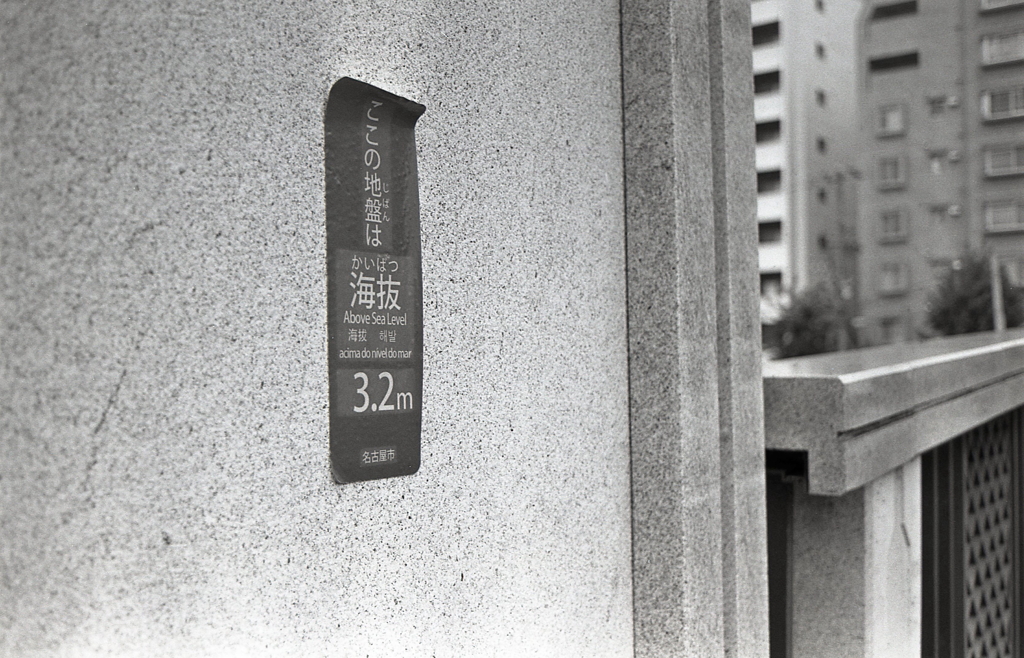 ここの地盤は
じばん
かいばつ
海抜
Above Sea Level
海拔 해발
acima do nível do mar
3.2m
名古屋市